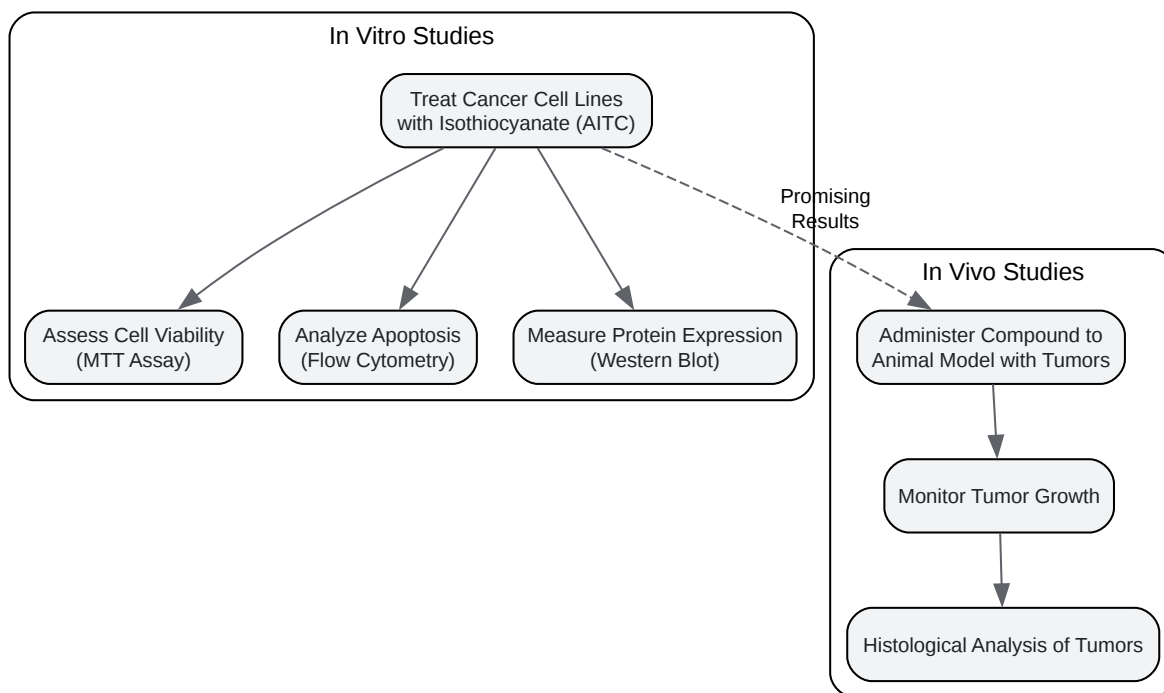 In Vitro Studies
Treat Cancer Cell Lines
with Isothiocyanate (AITC)
Promising
Results
Assess Cell Viability
(MTT Assay)
Analyze Apoptosis
(Flow Cytometry)
Measure Protein Expression
(Western Blot)
In Vivo Studies
Administer Compound to
Animal Model with Tumors
Monitor Tumor Growth
Histological Analysis of Tumors